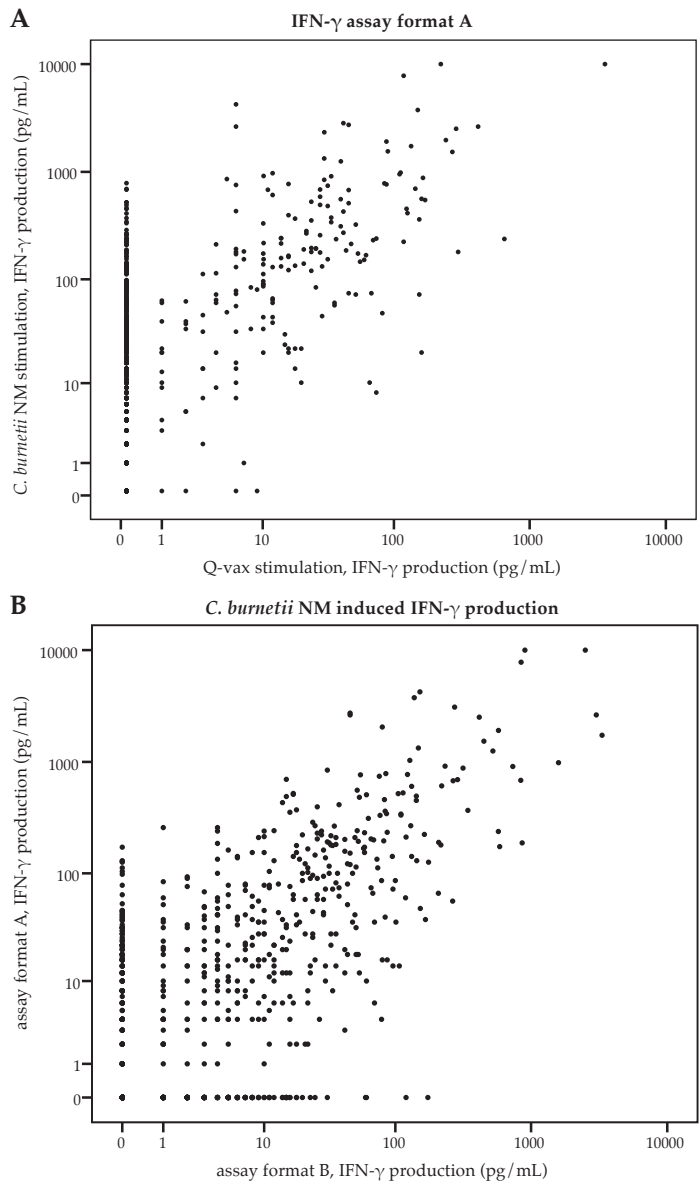 A
IFN-γ assay format A
C. burnetii NM stimulation, IFN-γ production (pg/mL)
10000
1000
100
10
1
0
0 1 10 100 1000 10000
Q-vax stimulation, IFN-γ production (pg/mL)
B
C. burnetii NM induced IFN-γ production
assay format A, IFN-γ production (pg/mL)
10000
1000
100
10
1
0
0 1 10 100 1000 10000
assay format B, IFN-γ production (pg/mL)